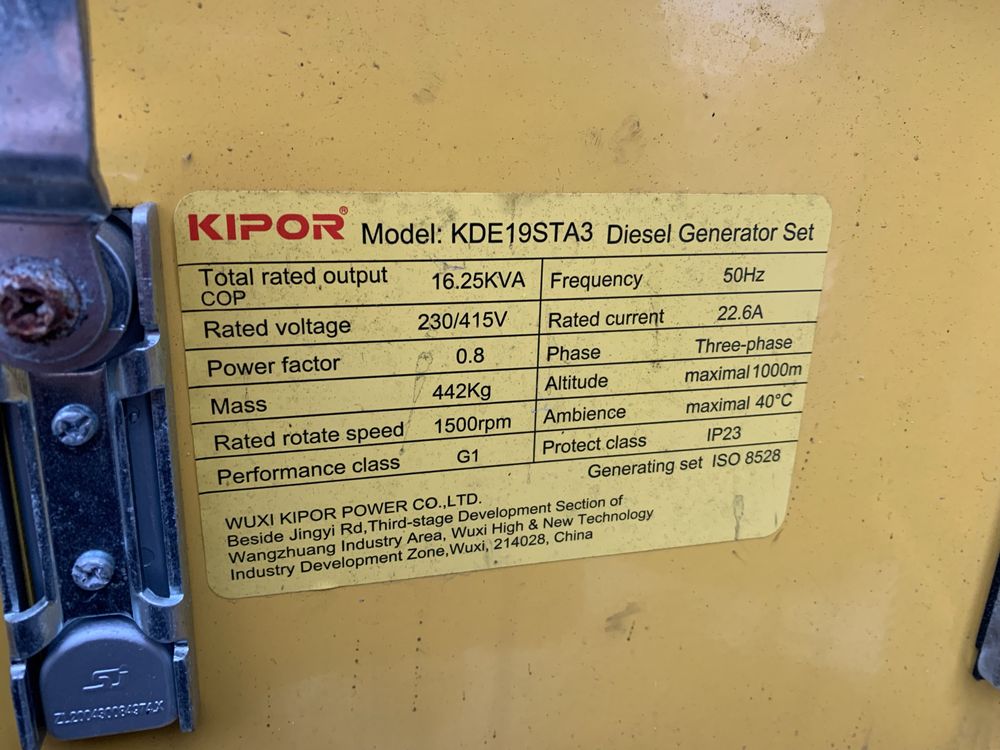 KIPOR® Model: KDE19STA3 Diesel Generator Set
Total rated output COP 16.25KVA Frequency 50Hz
Rated voltage 230/415V Rated current 22.6A
Power factor 0.8 Phase Three-phase
Mass 442Kg Altitude maximal 1000m
Rated rotate speed 1500rpm Ambience maximal 40°C
Performance class G1 Protect class IP23
Generating set ISO 8528
WUXI KIPOR POWER CO.,LTD.
Beside Jingyi Rd,Third-stage Development Section of
Wangzhuang Industry Area, Wuxi High & New Technology
Industry Development Zone,Wuxi, 214028, China